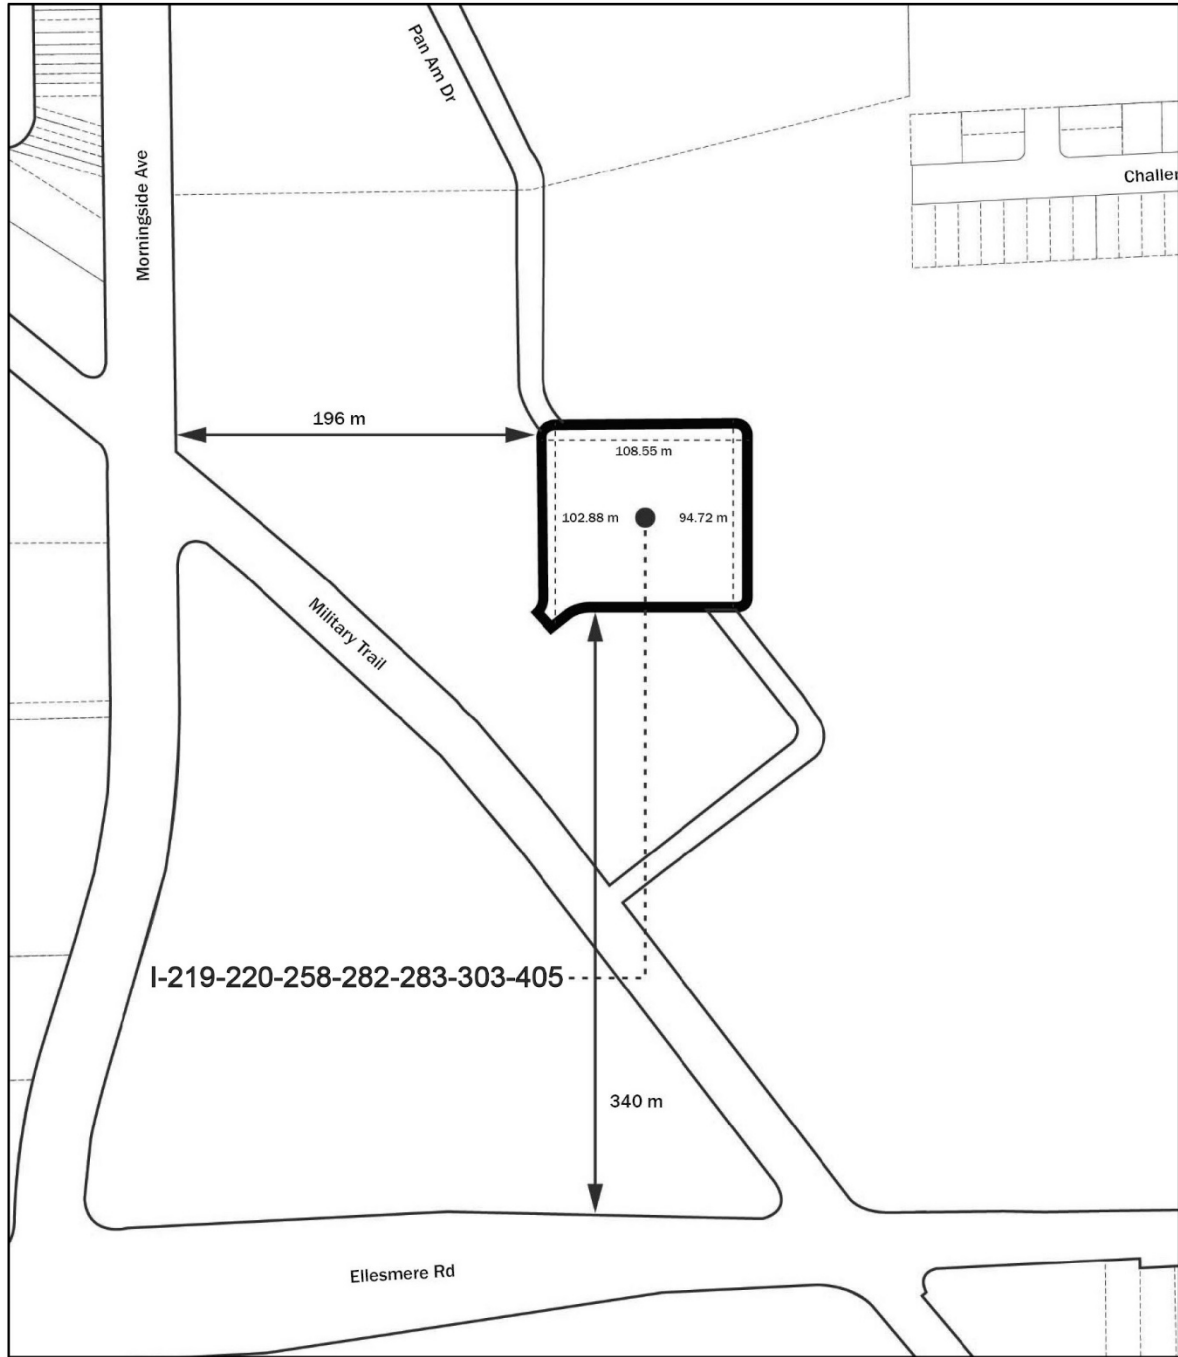 Pan Am Dr
Morningside Ave
Challen
196 m
108.55 m
102.88 m
94.72 m
Military Trail
I-219-220-258-282-283-303-405
340 m
Ellesmere Rd